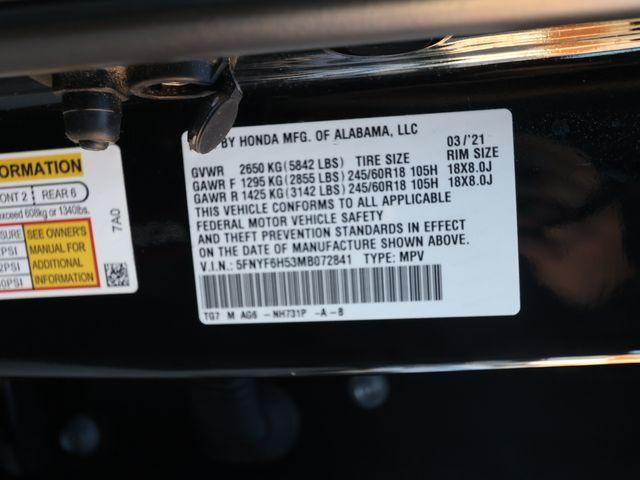 BY HONDA MFG. OF ALABAMA, LLC 03/'21
GVWR 2650 KG(5842 LBS) TIRE SIZE RIM SIZE
GAWR F 1295 KG(2855 LBS) 245/60R18 105H 18X8.0J
GAWR R 1425 KG(3142 LBS) 245/60R18 105H 18X8.0J
THIS VEHICLE CONFORMS TO ALL APPLICABLE
FEDERAL MOTOR VEHICLE SAFETY
AND THEFT PREVENTION STANDARDS IN EFFECT
ON THE DATE OF MANUFACTURE SHOWN ABOVE.
V.I.N.: 5FNYF6H53MB072841 TYPE: MPV
TG7 M AG6 -NH731P -A -B
FORMATION
ONT 2 REAR 6
exceed 608kg or 1340lbs.
SURE SEE OWNER'S
PSI MANUAL FOR
2PSI ADDITIONAL
0PSI INFORMATION
7A0